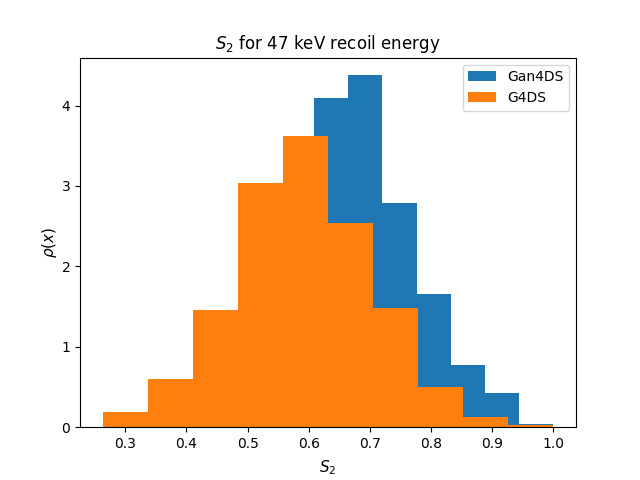 S₂ for 47 keV recoil energy
Gan4DS
G4DS
ρ(x)
4
3
2
1
0
0.3 0.4 0.5 0.6 0.7 0.8 0.9 1.0
S₂